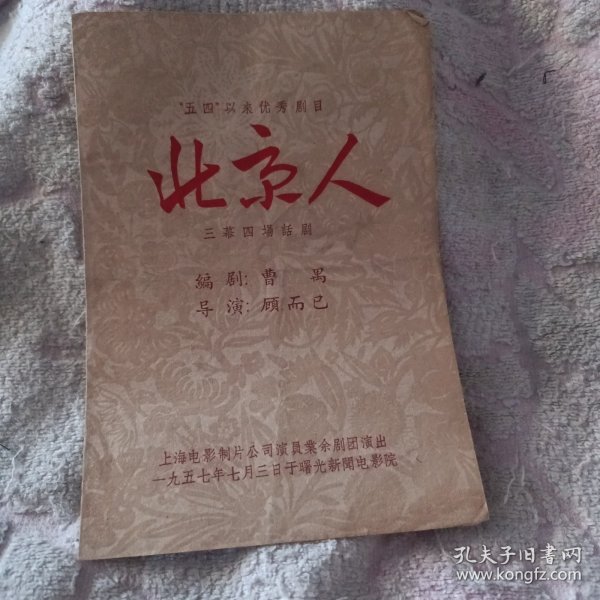 "五四"以来优秀剧目
北京人
三幕四場話剧
編剧：曹禺
导演：顾而已
上海电影制片公司演員業余剧团演出
一九五七年七月三日于曙光新聞电影院
孔夫子旧书网
www.kongfz.com